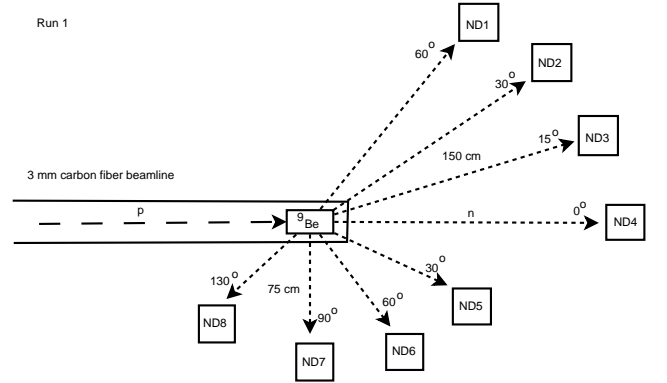 Run 1
ND1
60°
ND2
30°
ND3
15°
150 cm
3 mm carbon fiber beamline
p
⁹Be
n
0°
ND4
30°
ND5
130°
75 cm
60°
ND8
90°
ND6
ND7